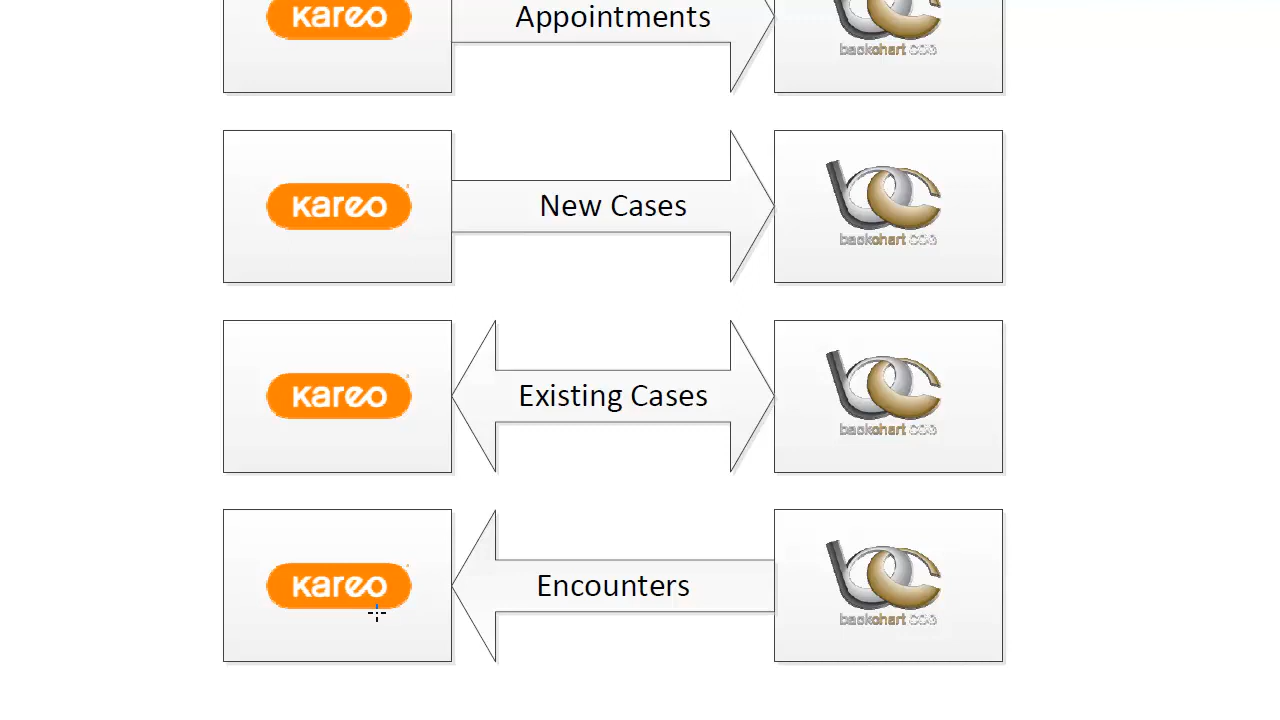 kareo Appointments
backchart
kareo New Cases
backchart
kareo Existing Cases
backchart
kareo Encounters
backchart